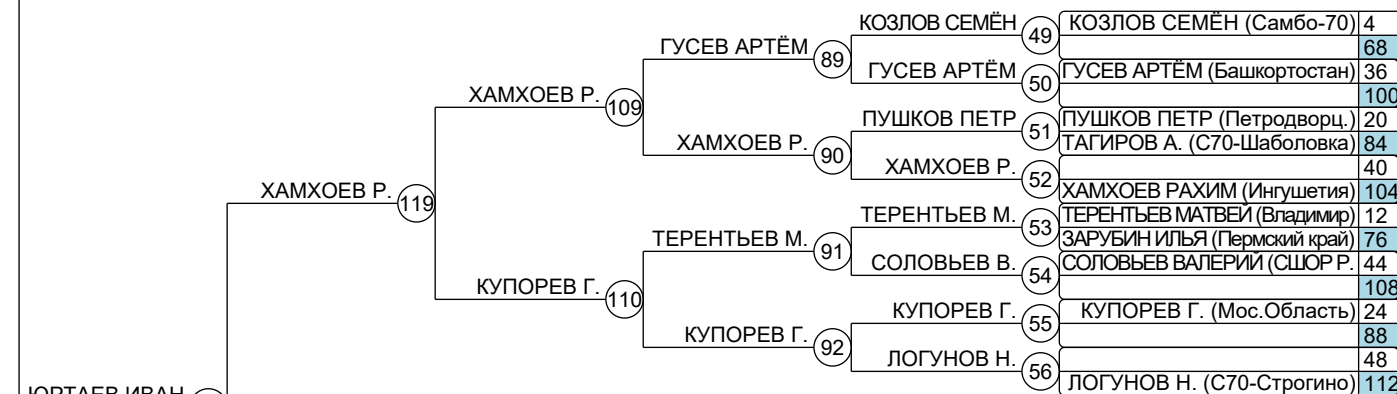 КОЗЛОВ СЕМЁН 49 КОЗЛОВ СЕМЁН (Самбо-70) 4
68
ГУСЕВ АРТЁМ 89
ГУСЕВ АРТЁМ 50 ГУСЕВ АРТЁМ (Башкортостан) 36
100
ХАМХОЕВ Р. 109
ПУШКОВ ПЕТР 51 ПУШКОВ ПЕТР (Петродворц.) 20
ТАГИРОВ А. (С70-Шаболовка) 84
ХАМХОЕВ Р. 90
ХАМХОЕВ Р. 52 40
ХАМХОЕВ РАХИМ (Ингушетия) 104
ХАМХОЕВ Р. 119
ТЕРЕНТЬЕВ М. 53 ТЕРЕНТЬЕВ МАТВЕЙ (Владимир) 12
ЗАРУБИН ИЛЬЯ (Пермский край) 76
ТЕРЕНТЬЕВ М. 91
СОЛОВЬЕВ В. 54 СОЛОВЬЕВ ВАЛЕРИЙ (СШОР Р. 44
108
КУПОРЕВ Г. 110
КУПОРЕВ Г. 55 КУПОРЕВ Г. (Мос.Область) 24
88
КУПОРЕВ Г. 92
ЛОГУНОВ Н. 56 48
ЛОГУНОВ Н. (С70-Строгино) 112
ЮРТАЕВ ИВАН